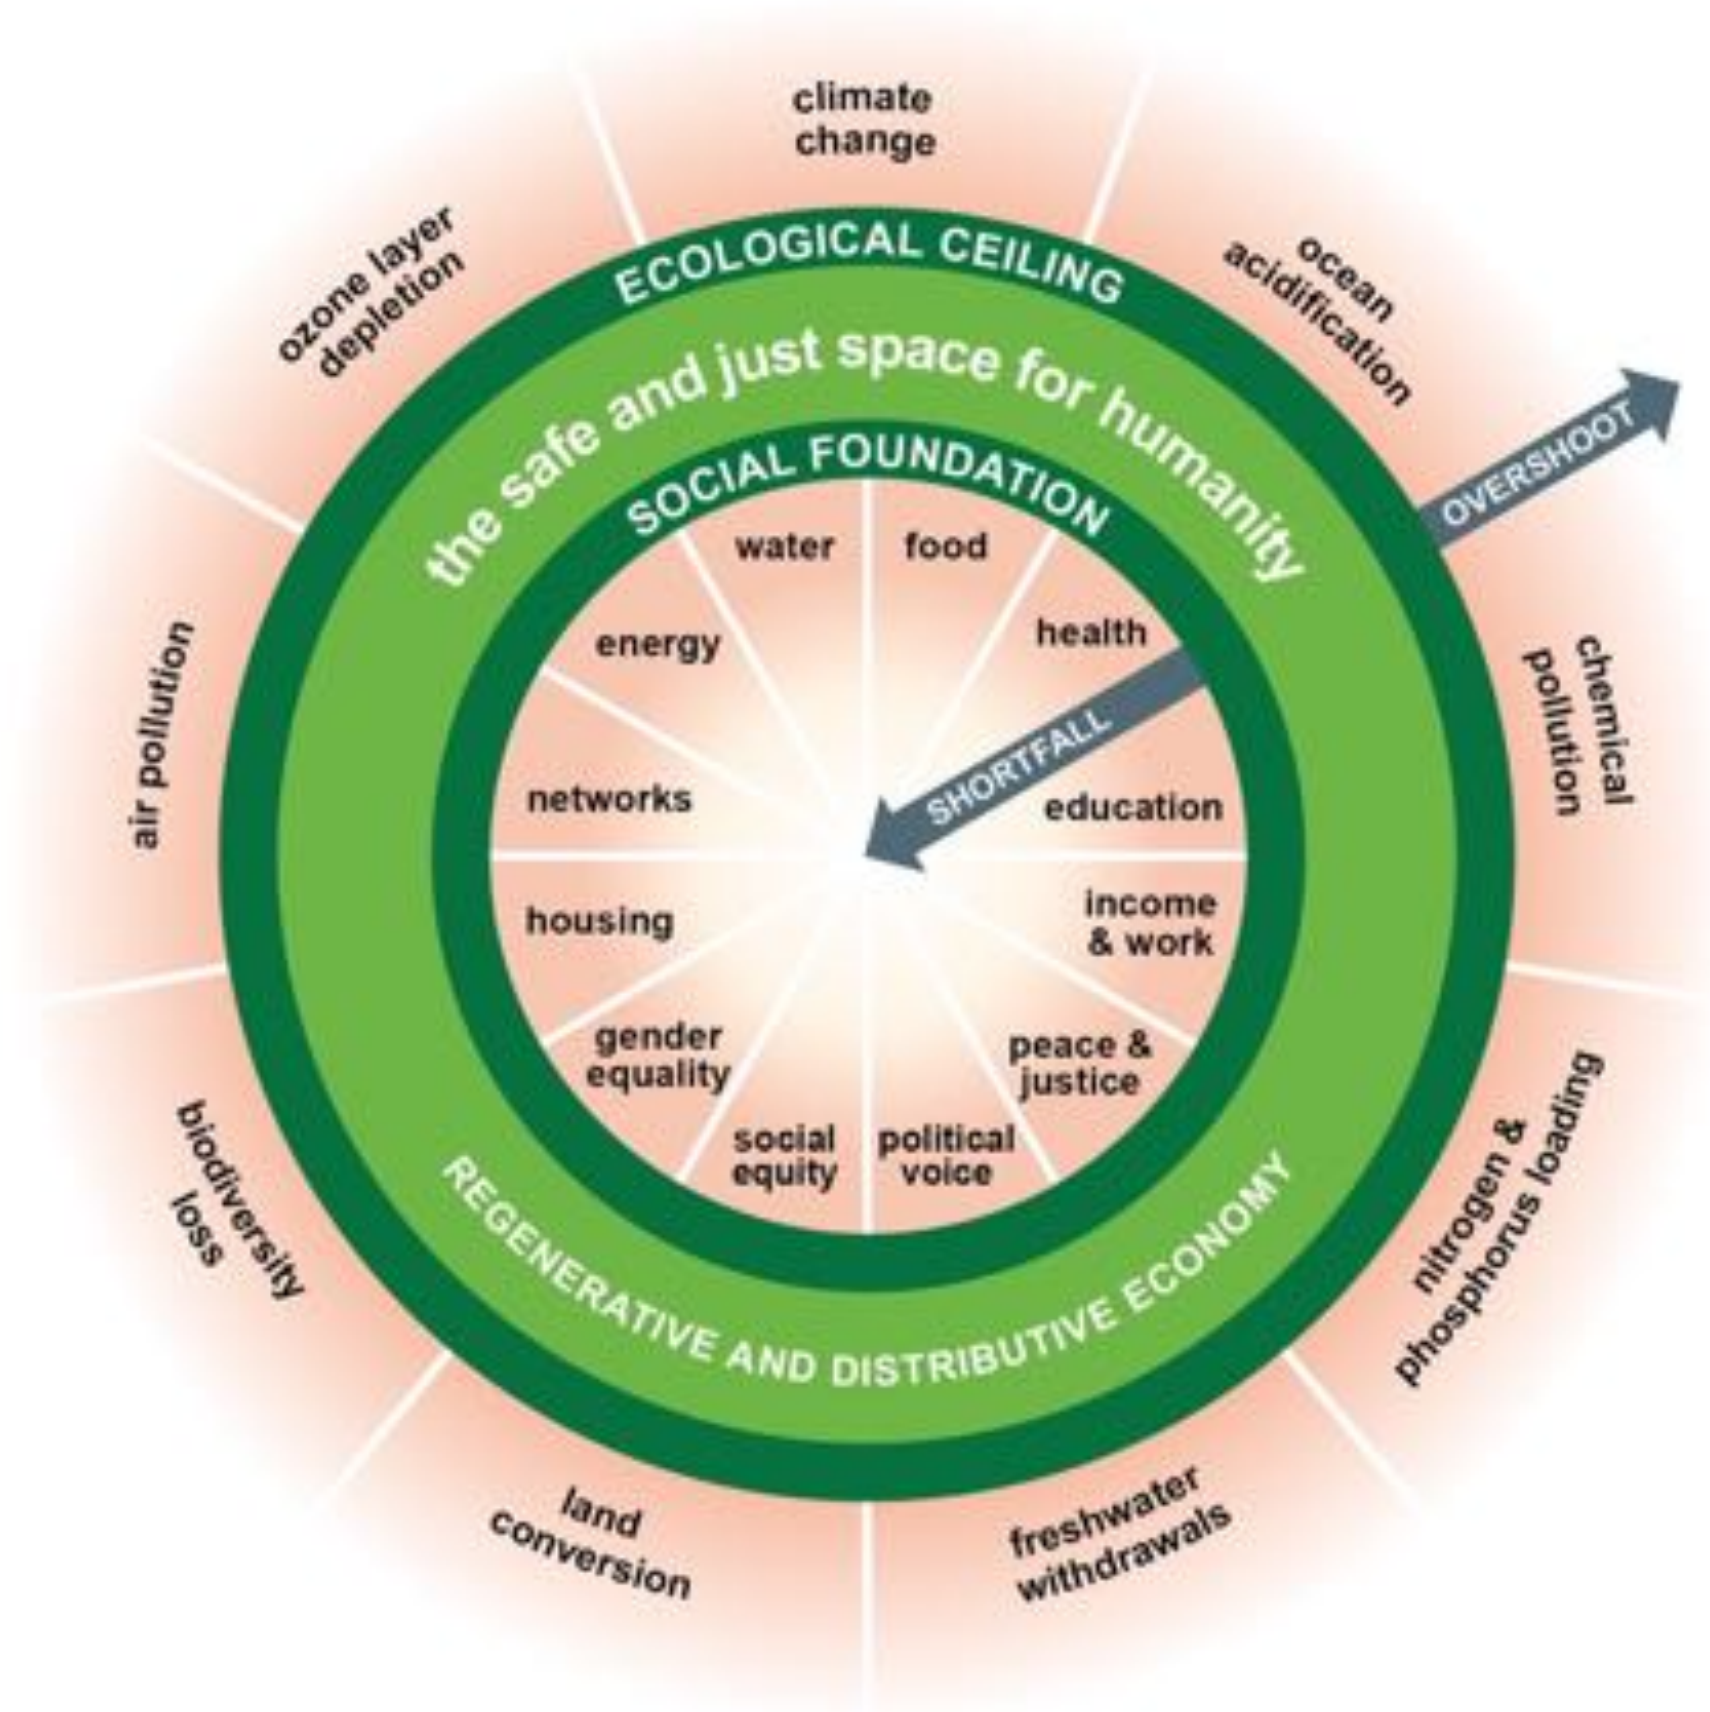 climate
change
ocean
acidification
OVERSHOOT
chemical
pollution
nitrogen &
phosphorus loading
freshwater
withdrawals
land
conversion
biodiversity
loss
air pollution
ozone layer
depletion
ECOLOGICAL CEILING
the safe and just space for humanity
SOCIAL FOUNDATION
water
food
health
SHORTFALL
education
income
& work
peace &
justice
political
voice
social
equity
gender
equality
housing
networks
energy
REGENERATIVE AND DISTRIBUTIVE ECONOMY